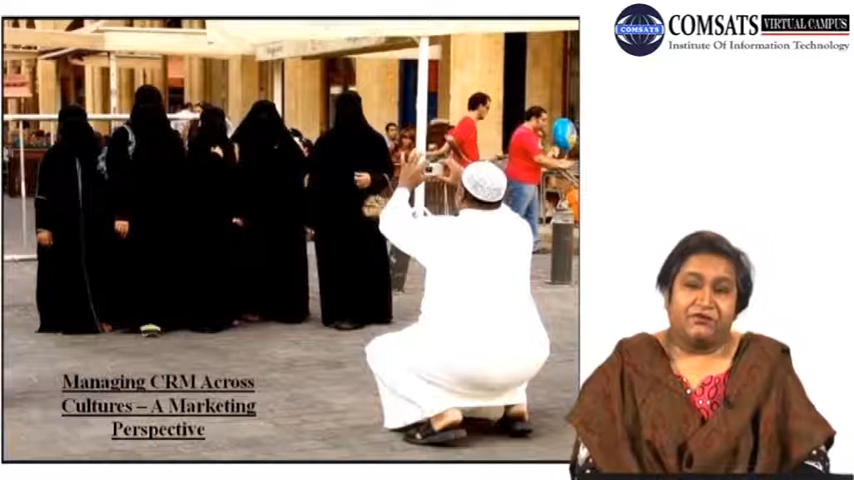 COMSATS VIRTUAL CAMPUS
COMSATS
Institute Of Information Technology
Managing CRM Across
Cultures – A Marketing
Perspective